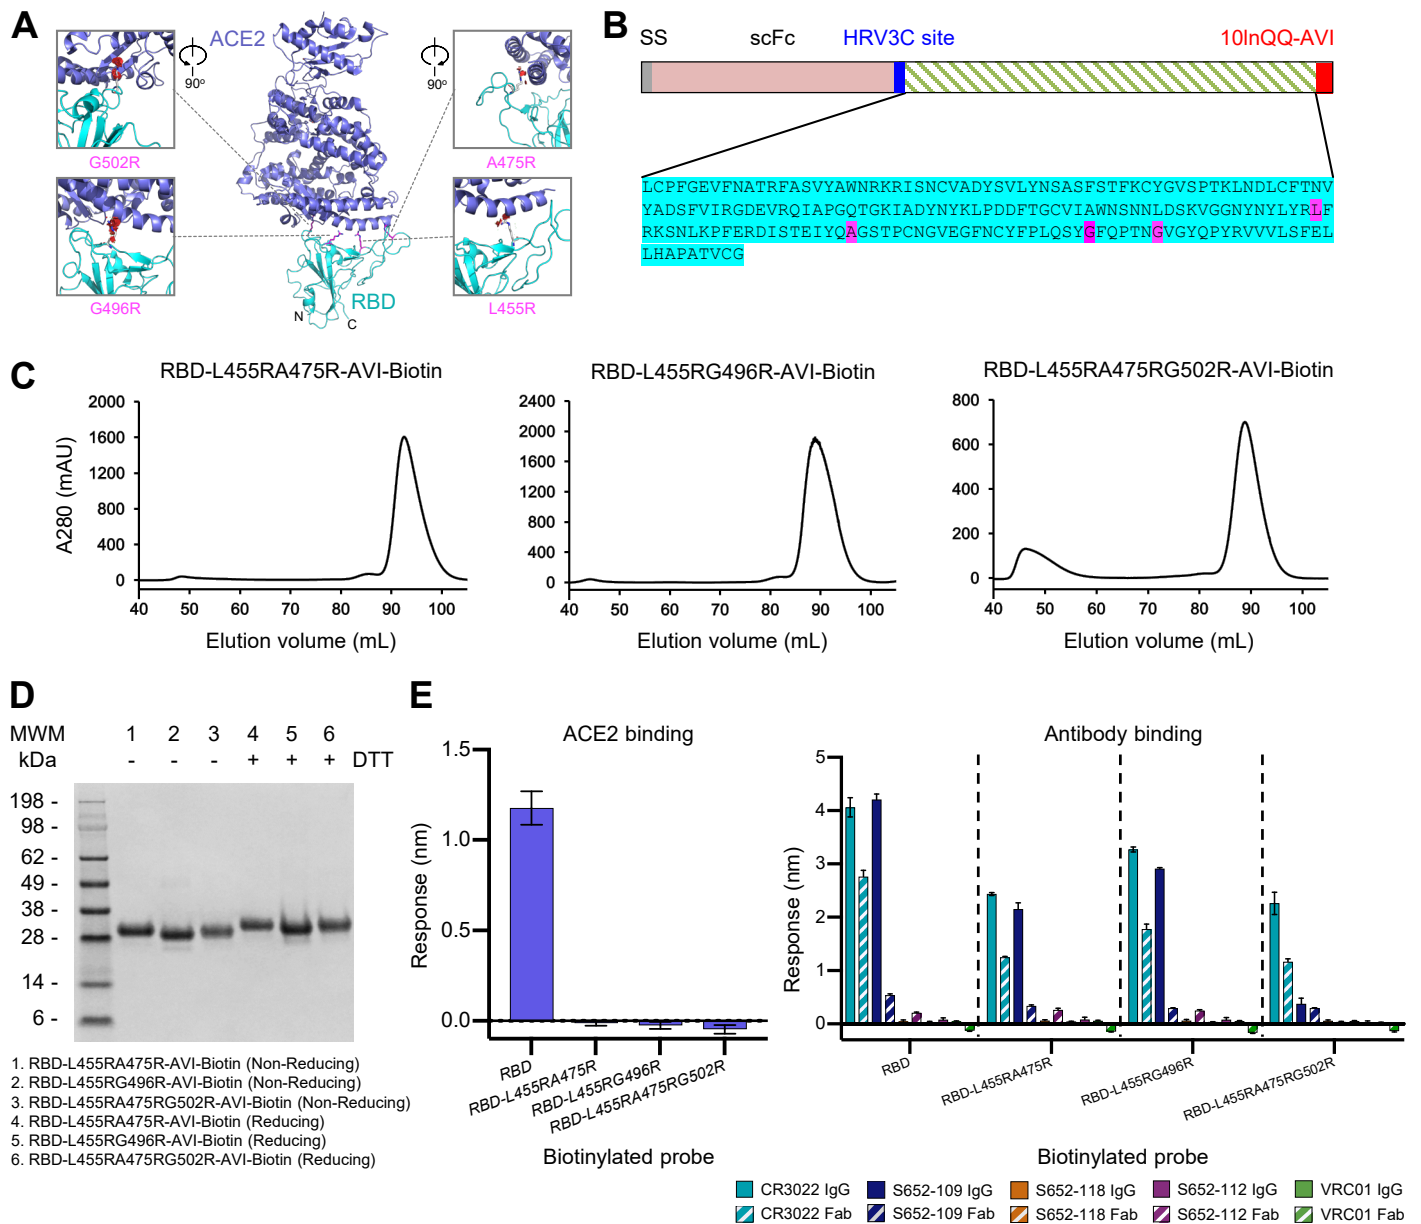 A
ACE2
90°
90°
G502R
A475R
G496R
L455R
RBD
N
C
B
SS
scFc
HRV3C site
10lnQQ-AVI
LCPFGEVFNATRFASVYAWNRKRISNCVADYSVLYNSASFSTFKCYGVSPTKLNDLCFTNV
YADSFVIRGDEVRQIAPGQTGKIADYNYKLPDDFTGCVIAWNSNNLDSKVGGNYNYLYRLF
RKSNLKPFERDISTEIYQAGSTPCNGVEGFNCYFPLQSYGFQPTNGVGYQPYRVVVLSFEL
LHAPATVCG
C
RBD-L455RA475R-AVI-Biotin
RBD-L455RG496R-AVI-Biotin
RBD-L455RA475RG502R-AVI-Biotin
A280 (mAU)
2000
1600
1200
800
400
0
40 50 60 70 80 90 100
Elution volume (mL)
2400
2000
1600
1200
800
400
0
40 50 60 70 80 90 100
Elution volume (mL)
800
600
400
200
0
40 50 60 70 80 90 100
Elution volume (mL)
D
MWM 1 2 3 4 5 6
kDa - - - + + + DTT
198 -
98 -
62 -
49 -
38 -
28 -
14 -
6 -
1. RBD-L455RA475R-AVI-Biotin (Non-Reducing)
2. RBD-L455RG496R-AVI-Biotin (Non-Reducing)
3. RBD-L455RA475RG502R-AVI-Biotin (Non-Reducing)
4. RBD-L455RA475R-AVI-Biotin (Reducing)
5. RBD-L455RG496R-AVI-Biotin (Reducing)
6. RBD-L455RA475RG502R-AVI-Biotin (Reducing)
E
ACE2 binding
Response (nm)
1.5
1.0
0.5
0.0
RBD
RBD-L455RA475R
RBD-L455RG496R
RBD-L455RA475RG502R
Biotinylated probe
Antibody binding
Response (nm)
5
4
3
2
1
0
RBD
RBD-L455RA475R
RBD-L455RG496R
RBD-L455RA475RG502R
Biotinylated probe
CR3022 IgG S652-109 IgG S652-118 IgG S652-112 IgG VRC01 IgG
CR3022 Fab S652-109 Fab S652-118 Fab S652-112 Fab VRC01 Fab